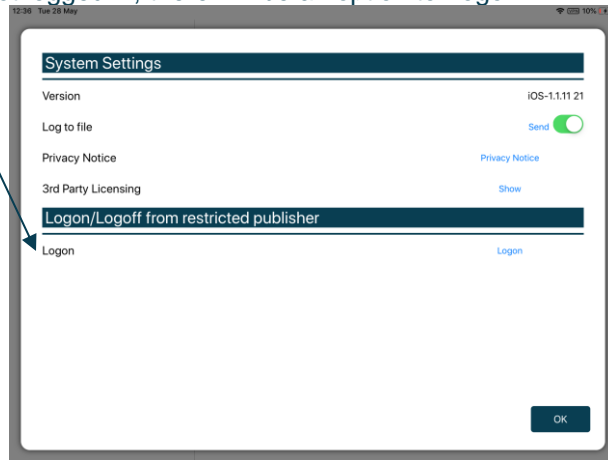 12:36 Tue 28 May 10%
System Settings
Version iOS-1.1.11 21
Log to file Send
Privacy Notice Privacy Notice
3rd Party Licensing Show
Logon/Logoff from restricted publisher
Logon Logon
OK